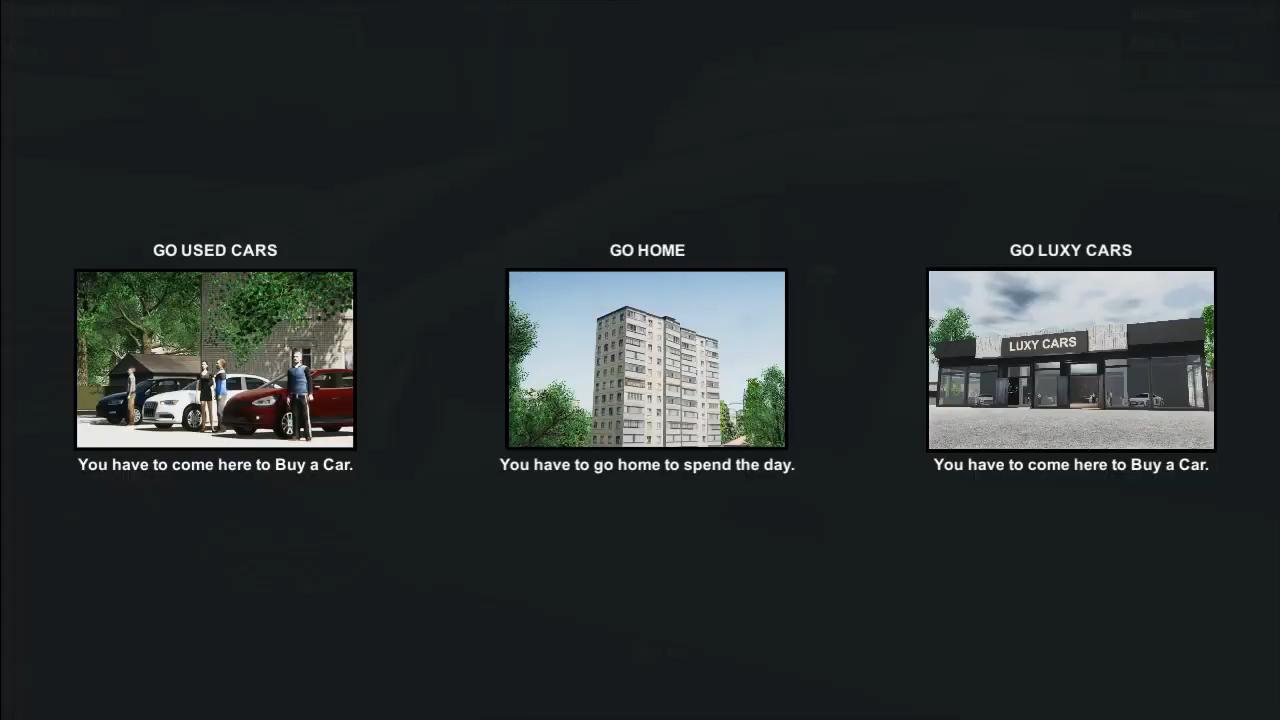 GO USED CARS
GO HOME
GO LUXY CARS
LUXY CARS
You have to come here to Buy a Car.
You have to go home to spend the day.
You have to come here to Buy a Car.